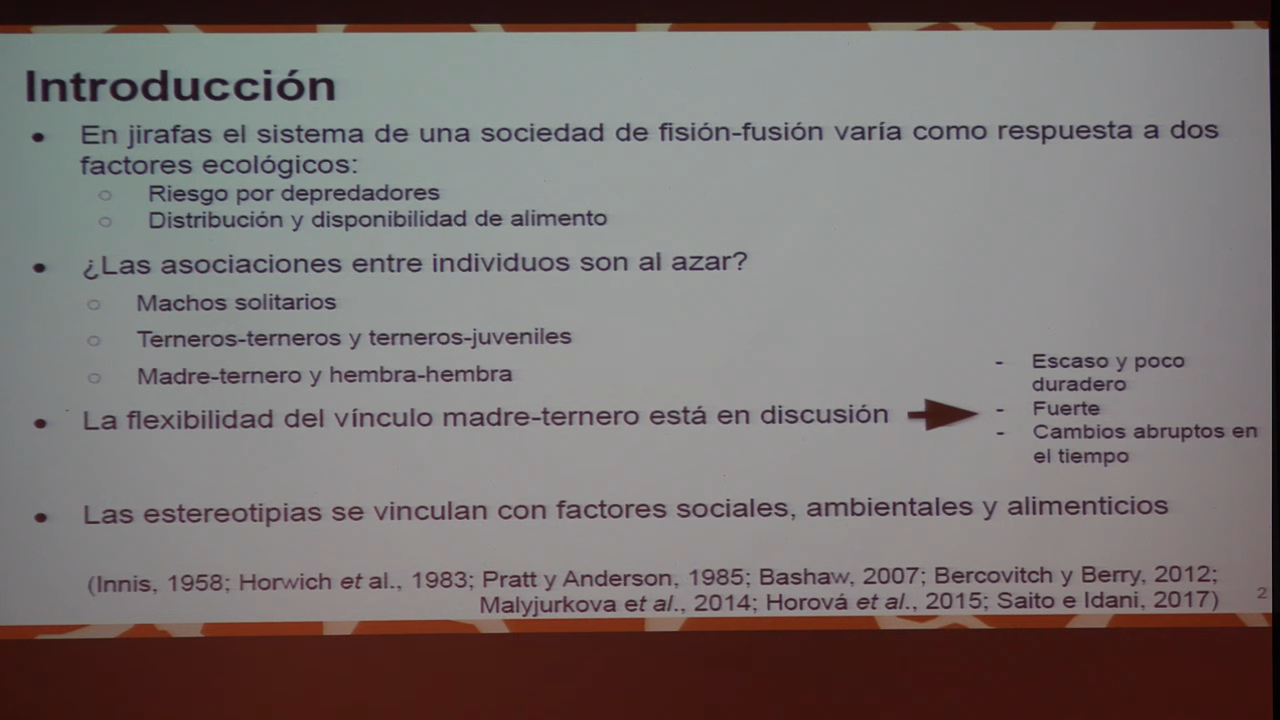 Introducción
• En jirafas el sistema de una sociedad de fisión-fusión varía como respuesta a dos
factores ecológicos:
○ Riesgo por depredadores
○ Distribución y disponibilidad de alimento
• ¿Las asociaciones entre individuos son al azar?
○ Machos solitarios
○ Terneros-terneros y terneros-juveniles
○ Madre-ternero y hembra-hembra
• La flexibilidad del vínculo madre-ternero está en discusión
- Escaso y poco
duradero
- Fuerte
- Cambios abruptos en
el tiempo
• Las estereotipias se vinculan con factores sociales, ambientales y alimenticios
(Innis, 1958; Horwich et al., 1983; Pratt y Anderson, 1985; Bashaw, 2007; Bercovitch y Berry, 2012;
Malyjurkova et al., 2014; Horová et al., 2015; Saito e Idani, 2017)
2